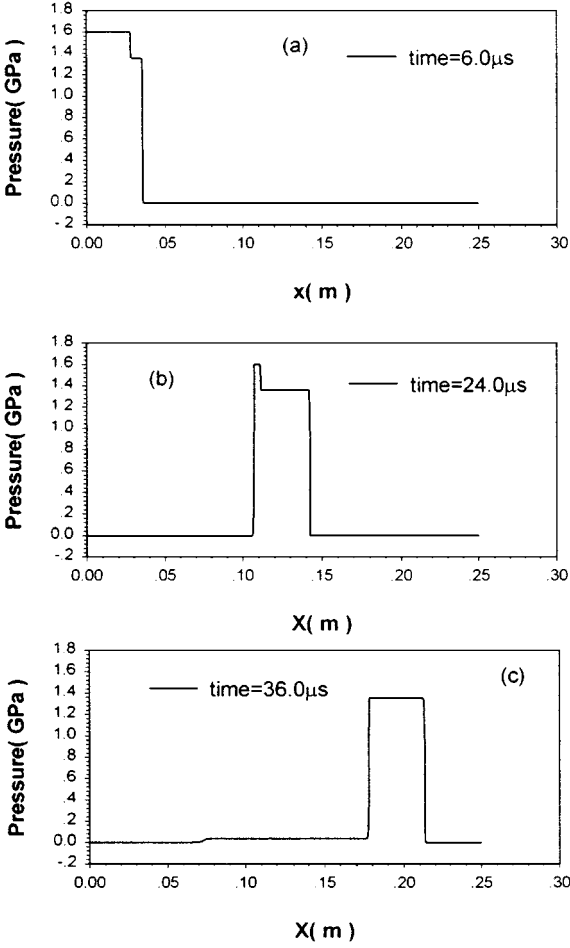 1.8
1.6
1.4
1.2
1.0
.8
.6
.4
.2
0.0
-.2
Pressure( GPa )
(a)
time=6.0μs
0.00 .05 .10 .15 .20 .25 .30
x( m )
1.8
1.6
1.4
1.2
1.0
.8
.6
.4
.2
0.0
-.2
Pressure( GPa )
(b)
time=24.0μs
0.00 .05 .10 .15 .20 .25 .30
X( m )
1.8
1.6
1.4
1.2
1.0
.8
.6
.4
.2
0.0
-.2
Pressure( GPa )
time=36.0μs
(c)
0.00 .05 .10 .15 .20 .25 .30
X( m )